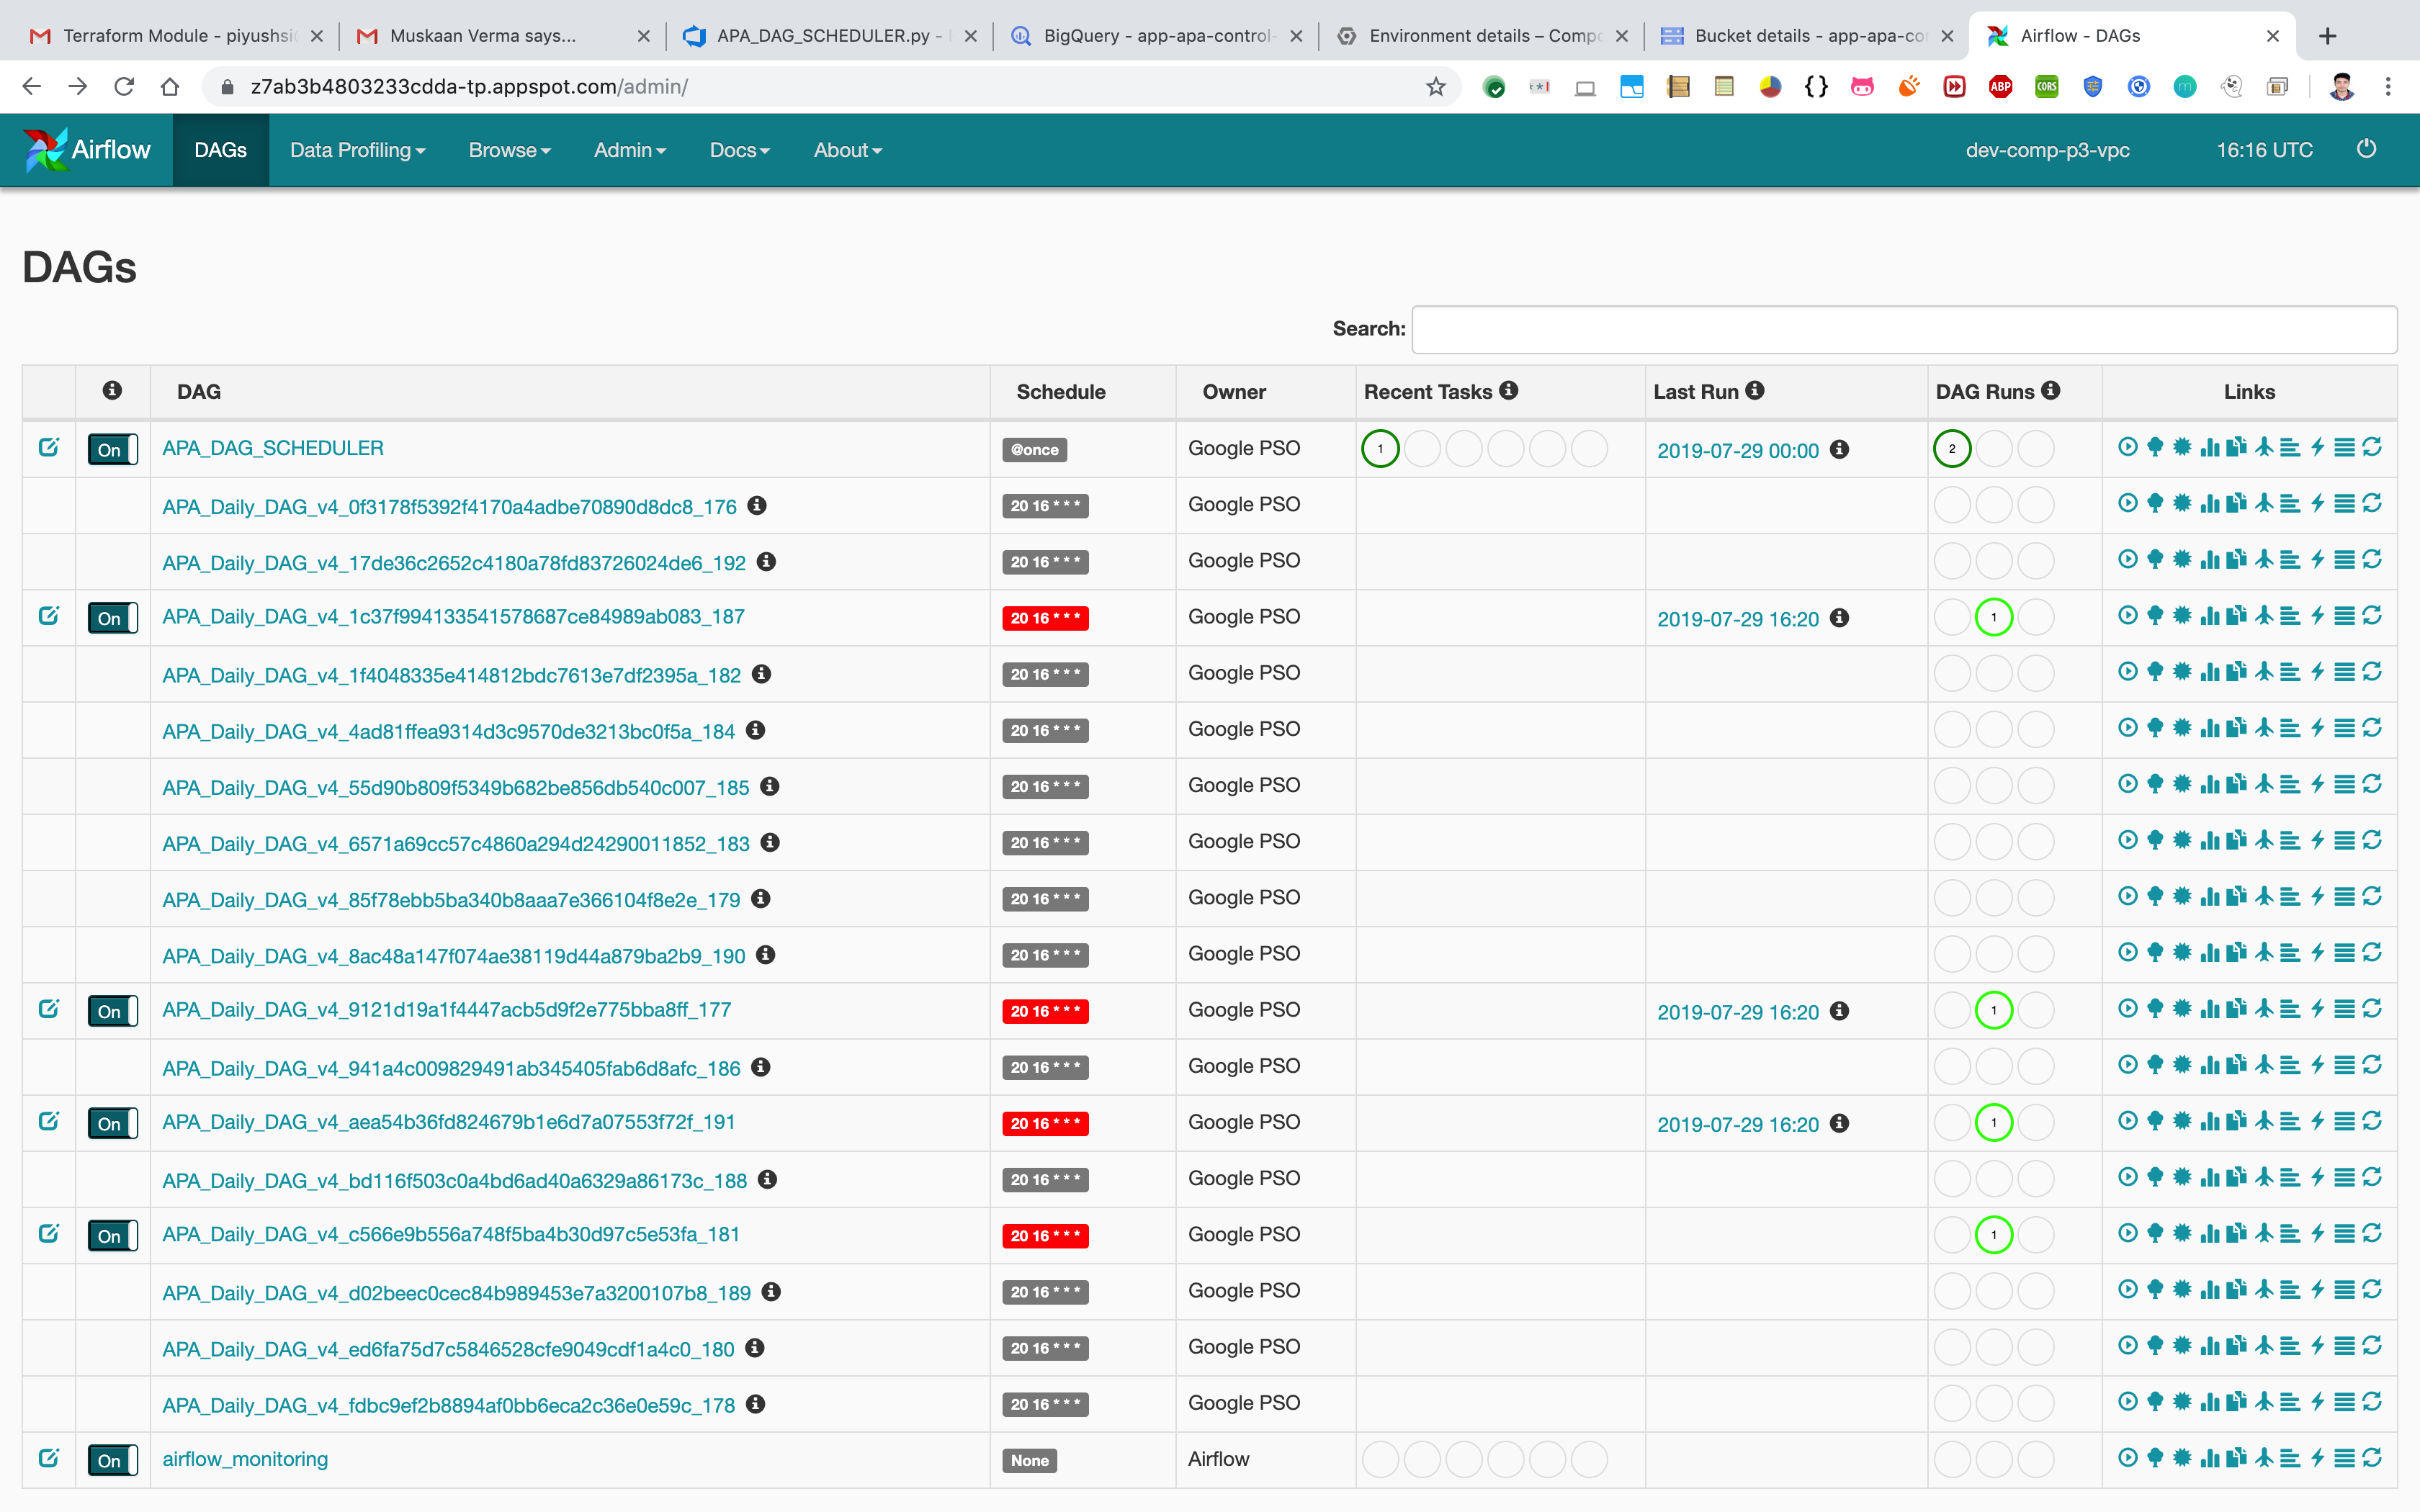 Terraform Module - piyushsi
Muskaan Verma says...
APA_DAG_SCHEDULER.py -
BigQuery - app-apa-control-
Environment details – Compo
Bucket details - app-apa-co
Airflow - DAGs
z7ab3b4803233cdda-tp.appspot.com/admin/
ABP
CORS
Airflow DAGs Data Profiling Browse Admin Docs About dev-comp-p3-vpc 16:16 UTC
DAGs
Search:
DAG Schedule Owner Recent Tasks Last Run DAG Runs Links
On APA_DAG_SCHEDULER @once Google PSO 1 2019-07-29 00:00 2
APA_Daily_DAG_v4_0f3178f5392f4170a4adbe70890d8dc8_176 20 16 * * * Google PSO
APA_Daily_DAG_v4_17de36c2652c4180a78fd83726024de6_192 20 16 * * * Google PSO
On APA_Daily_DAG_v4_1c37f994133541578687ce84989ab083_187 20 16 * * * Google PSO 2019-07-29 16:20 1
APA_Daily_DAG_v4_1f4048335e414812bdc7613e7df2395a_182 20 16 * * * Google PSO
APA_Daily_DAG_v4_4ad81ffea9314d3c9570de3213bc0f5a_184 20 16 * * * Google PSO
APA_Daily_DAG_v4_55d90b809f5349b682be856db540c007_185 20 16 * * * Google PSO
APA_Daily_DAG_v4_6571a69cc57c4860a294d24290011852_183 20 16 * * * Google PSO
APA_Daily_DAG_v4_85f78ebb5ba340b8aaa7e366104f8e2e_179 20 16 * * * Google PSO
APA_Daily_DAG_v4_8ac48a147f074ae38119d44a879ba2b9_190 20 16 * * * Google PSO
On APA_Daily_DAG_v4_9121d19a1f4447acb5d9f2e775bba8ff_177 20 16 * * * Google PSO 2019-07-29 16:20 1
APA_Daily_DAG_v4_941a4c009829491ab345405fab6d8afc_186 20 16 * * * Google PSO
On APA_Daily_DAG_v4_aea54b36fd824679b1e6d7a07553f72f_191 20 16 * * * Google PSO 2019-07-29 16:20 1
APA_Daily_DAG_v4_bd116f503c0a4bd6ad40a6329a86173c_188 20 16 * * * Google PSO
On APA_Daily_DAG_v4_c566e9b556a748f5ba4b30d97c5e53fa_181 20 16 * * * Google PSO 1
APA_Daily_DAG_v4_d02beec0cec84b989453e7a3200107b8_189 20 16 * * * Google PSO
APA_Daily_DAG_v4_ed6fa75d7c5846528cfe9049cdf1a4c0_180 20 16 * * * Google PSO
APA_Daily_DAG_v4_fdbc9ef2b8894af0bb6eca2c36e0e59c_178 20 16 * * * Google PSO
On airflow_monitoring None Airflow